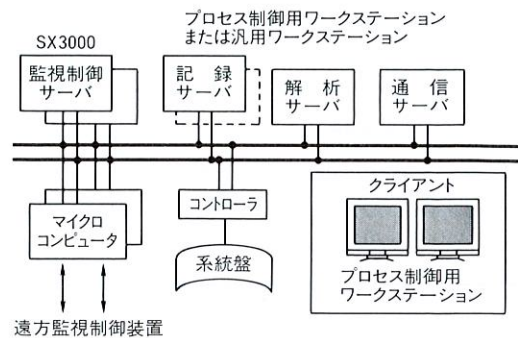 プロセス制御用ワークステーション
または汎用ワークステーション
SX3000
監視制御
サーバ
記録
サーバ
解析
サーバ
通信
サーバ
マイクロ
コンピュータ
コントローラ
系統盤
クライアント
プロセス制御用
ワークステーション
遠方監視制御装置